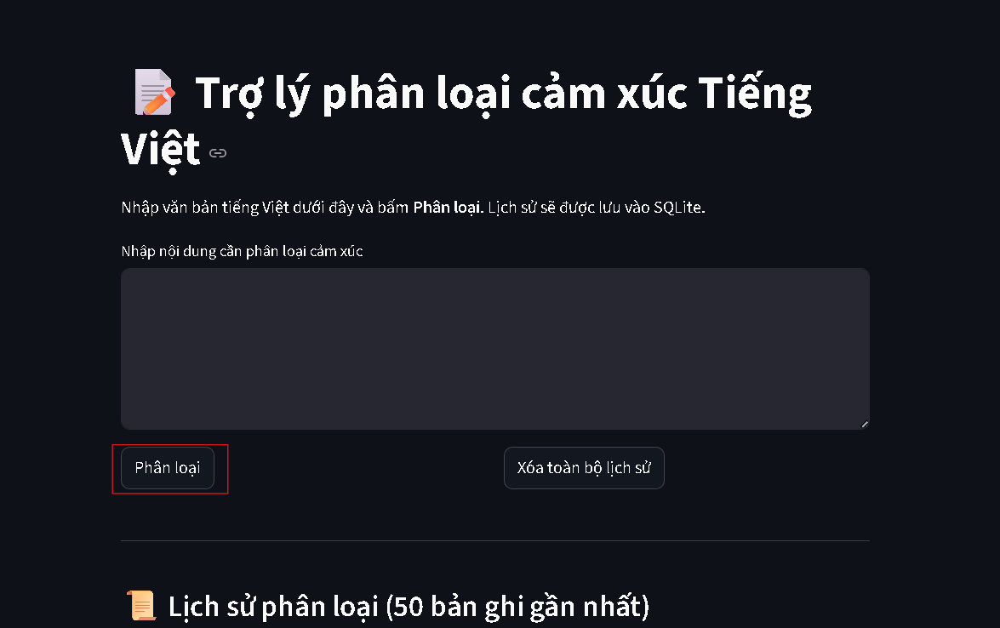 Trợ lý phân loại cảm xúc Tiếng
Việt
Nhập văn bản tiếng Việt dưới đây và bấm Phân loại. Lịch sử sẽ được lưu vào SQLite.
Nhập nội dung cần phân loại cảm xúc
Phân loại
Xóa toàn bộ lịch sử
Lịch sử phân loại (50 bản ghi gần nhất)